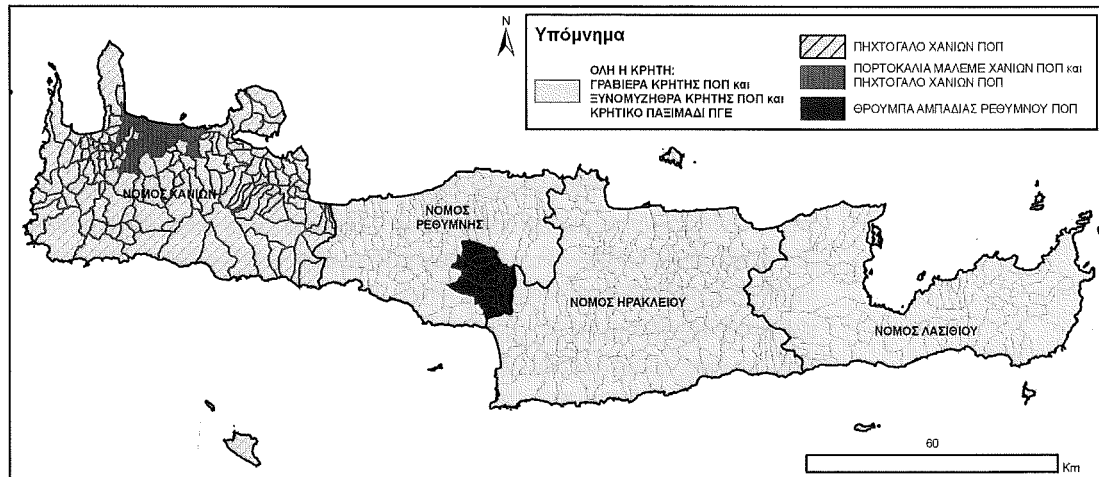 N
Υπόμνημα
ΟΛΗ Η ΚΡΗΤΗ:
ΓΡΑΒΙΕΡΑ ΚΡΗΤΗΣ ΠΟΠ και
ΞΥΝΟΜΥΖΗΘΡΑ ΚΡΗΤΗΣ ΠΟΠ και
ΚΡΗΤΙΚΟ ΠΑΞΙΜΑΔΙ ΠΓΕ
ΠΗΧΤΟΓΑΛΟ ΧΑΝΙΩΝ ΠΟΠ
ΠΟΡΤΟΚΑΛΙΑ ΜΑΛΕΜΕ ΧΑΝΙΩΝ ΠΟΠ και
ΠΗΧΤΟΓΑΛΟ ΧΑΝΙΩΝ ΠΟΠ
ΘΡΟΥΜΠΑ ΑΜΠΑΔΙΑΣ ΡΕΘΥΜΝΟΥ ΠΟΠ
ΝΟΜΟΣ ΧΑΝΙΩΝ
ΝΟΜΟΣ
ΡΕΘΥΜΝΗΣ
ΝΟΜΟΣ ΗΡΑΚΛΕΙΟΥ
ΝΟΜΟΣ ΛΑΣΙΘΙΟΥ
60
Km